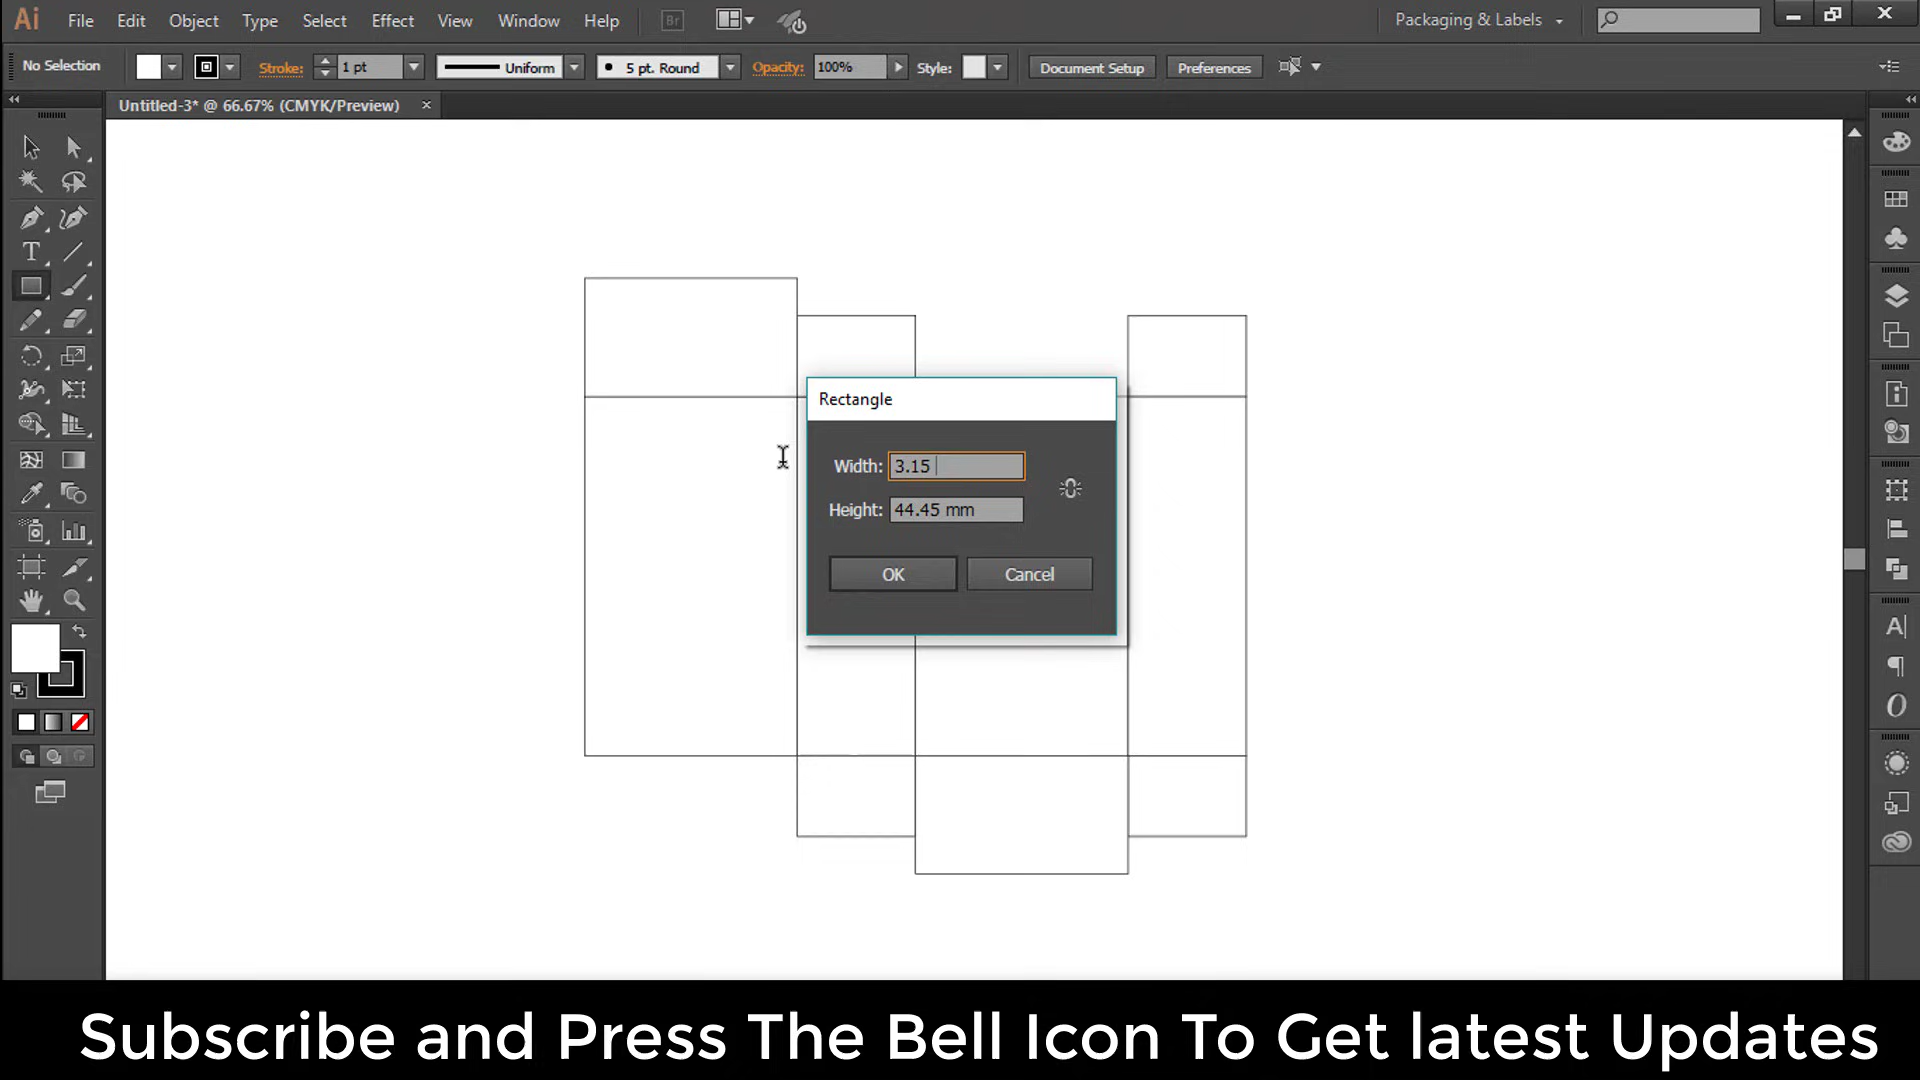 Ai File Edit Object Type Select Effect View Window Help Br Packaging & Labels
No Selection Stroke: 1 pt Uniform 5 pt. Round Opacity: 100% Style: Document Setup Preferences
Untitled-3* @ 66.67% (CMYK/Preview)
Rectangle
Width: 3.15
Height: 44.45 mm
OK Cancel
Subscribe and Press The Bell Icon To Get latest Updates